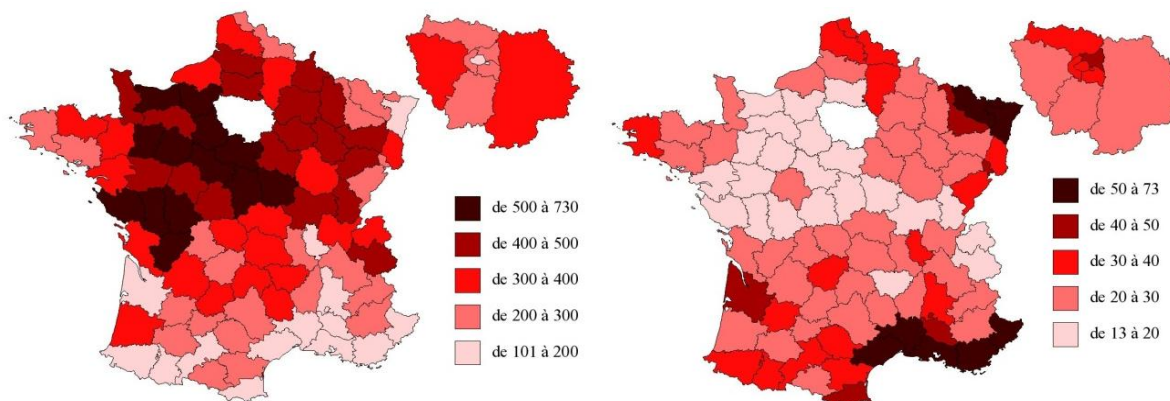 de 500 à 730
de 400 à 500
de 300 à 400
de 200 à 300
de 101 à 200
de 50 à 73
de 40 à 50
de 30 à 40
de 20 à 30
de 13 à 20